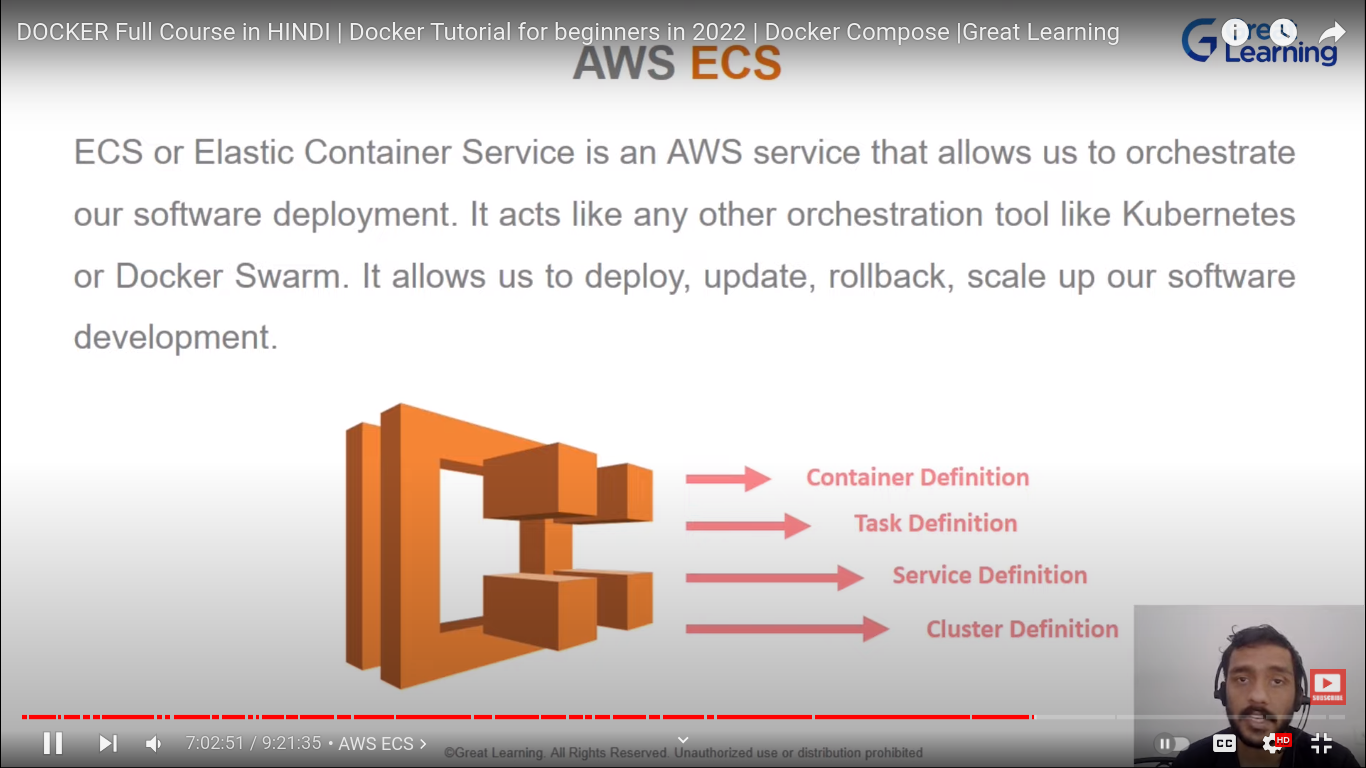 DOCKER Full Course in HINDI | Docker Tutorial for beginners in 2022 | Docker Compose |Great Learning
Great
Learning
AWS ECS
ECS or Elastic Container Service is an AWS service that allows us to orchestrate
our software deployment. It acts like any other orchestration tool like Kubernetes
or Docker Swarm. It allows us to deploy, update, rollback, scale up our software
development.
Container Definition
Task Definition
Service Definition
Cluster Definition
SUBSCRIBE
7:02:51 / 9:21:35 • AWS ECS >
CC
HD
©Great Learning. All Rights Reserved. Unauthorized use or distribution prohibited